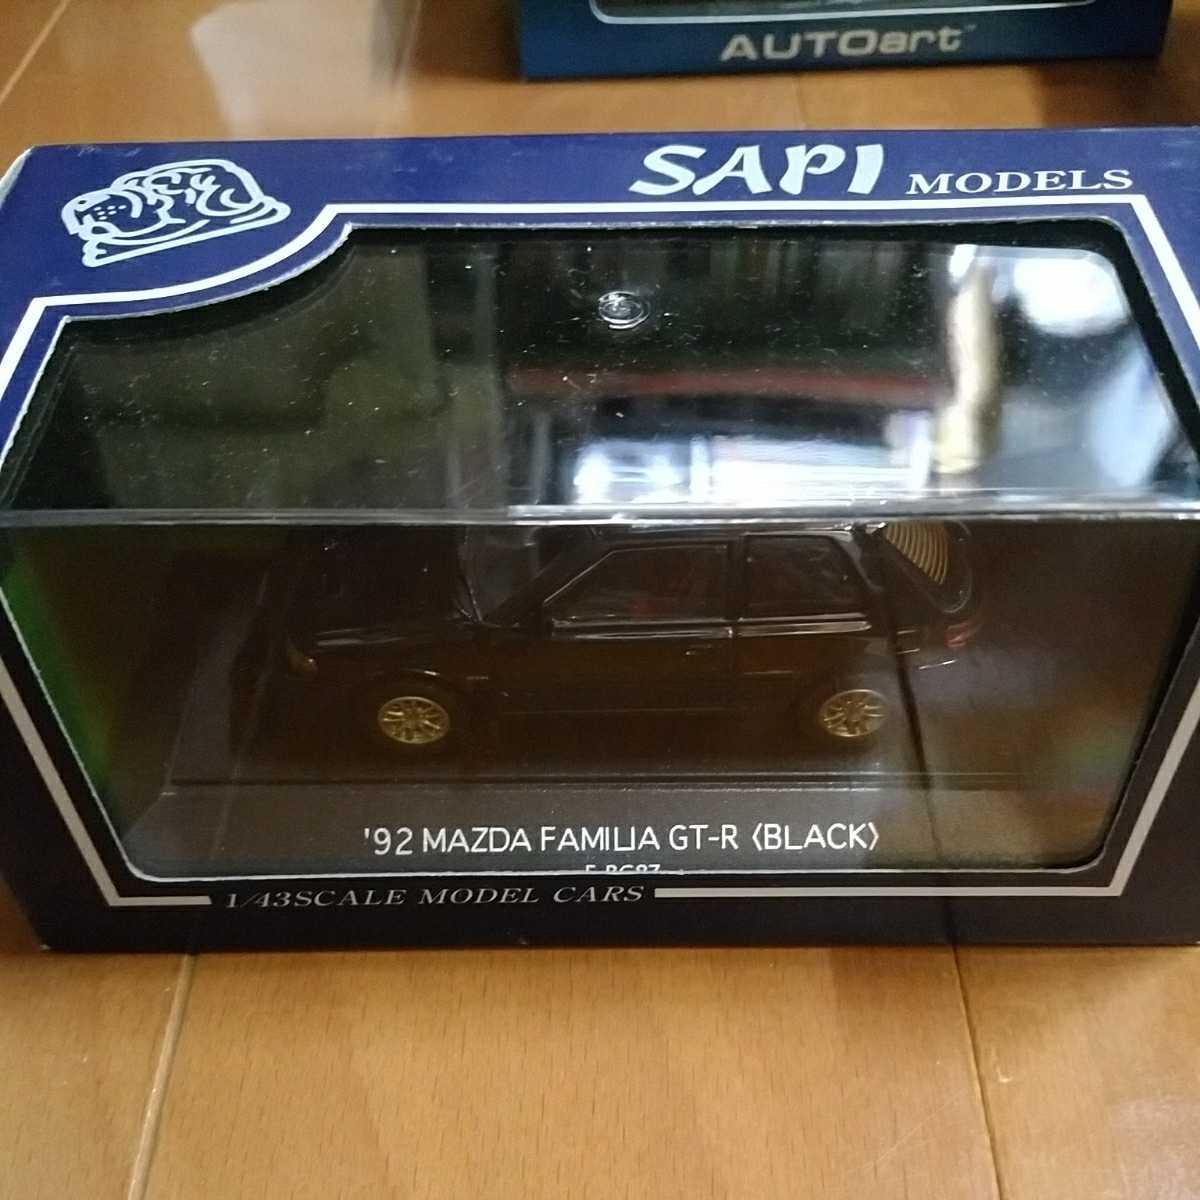 AUTOart
SAPI MODELS
'92 MAZDA FAMILIA GT-R〈BLACK〉
1/43SCALE MODEL CARS